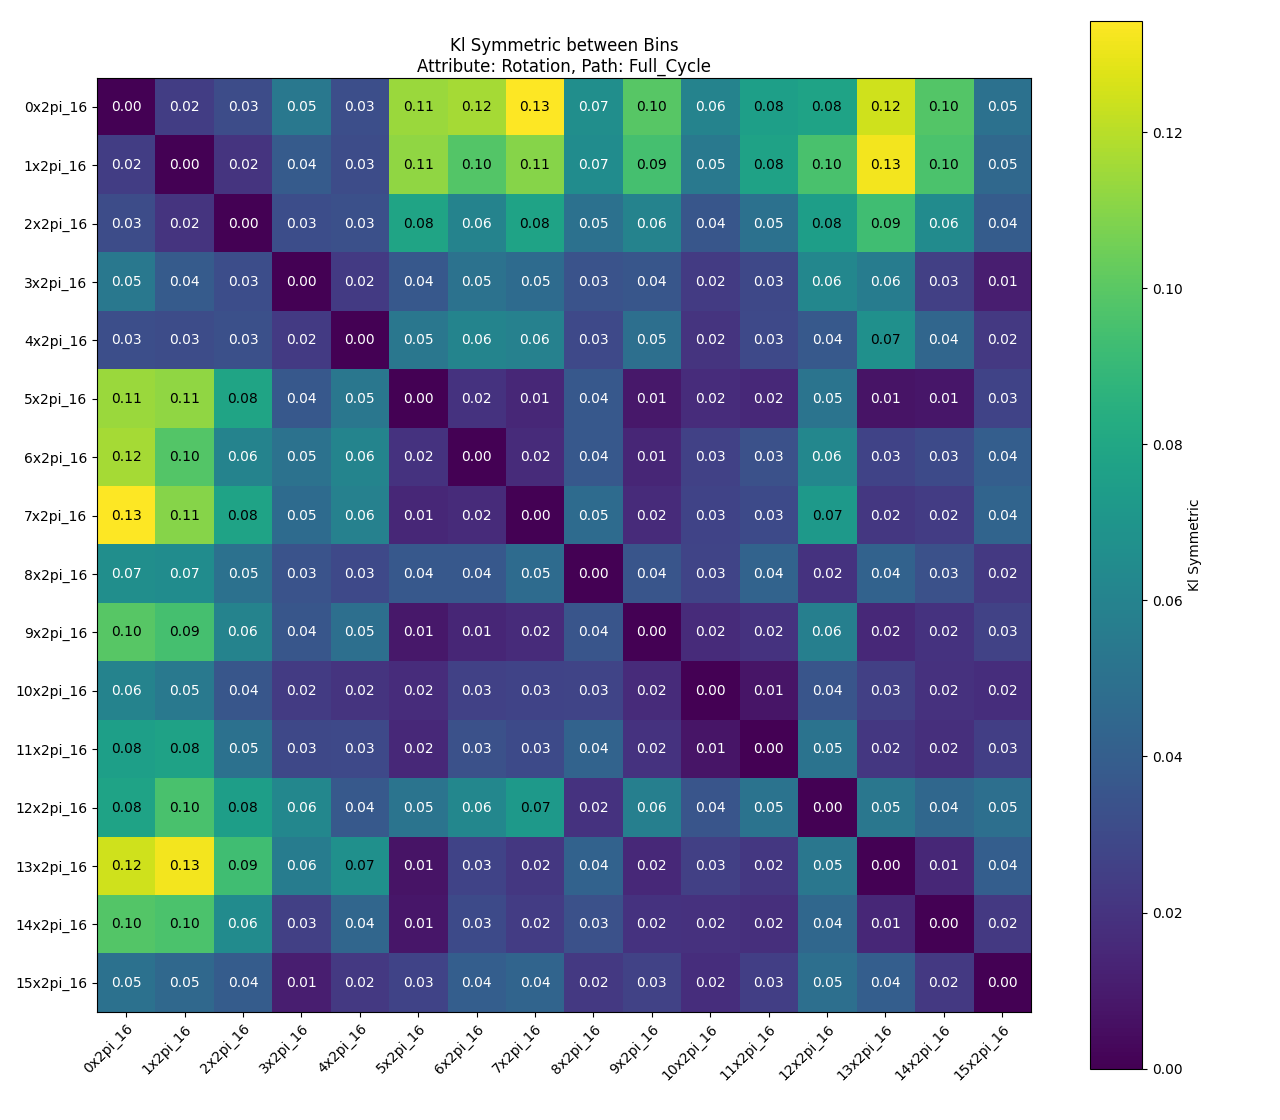 Kl Symmetric between Bins
Attribute: Rotation, Path: Full_Cycle
0x2pi_16 0.00 0.02 0.03 0.05 0.03 0.11 0.12 0.13 0.07 0.10 0.06 0.08 0.08 0.12 0.10 0.05
1x2pi_16 0.02 0.00 0.02 0.04 0.03 0.11 0.10 0.11 0.07 0.09 0.05 0.08 0.10 0.13 0.10 0.05
2x2pi_16 0.03 0.02 0.00 0.03 0.03 0.08 0.06 0.08 0.05 0.06 0.04 0.05 0.08 0.09 0.06 0.04
3x2pi_16 0.05 0.04 0.03 0.00 0.02 0.04 0.05 0.05 0.03 0.04 0.02 0.03 0.06 0.06 0.03 0.01
4x2pi_16 0.03 0.03 0.03 0.02 0.00 0.05 0.06 0.06 0.03 0.05 0.02 0.03 0.04 0.07 0.04 0.02
5x2pi_16 0.11 0.11 0.08 0.04 0.05 0.00 0.02 0.01 0.04 0.01 0.02 0.02 0.05 0.01 0.01 0.03
6x2pi_16 0.12 0.10 0.06 0.05 0.06 0.02 0.00 0.02 0.04 0.01 0.03 0.03 0.06 0.03 0.03 0.04
7x2pi_16 0.13 0.11 0.08 0.05 0.06 0.01 0.02 0.00 0.05 0.02 0.03 0.03 0.07 0.02 0.02 0.04
8x2pi_16 0.07 0.07 0.05 0.03 0.03 0.04 0.04 0.05 0.00 0.04 0.03 0.04 0.02 0.04 0.03 0.02
9x2pi_16 0.10 0.09 0.06 0.04 0.05 0.01 0.01 0.02 0.04 0.00 0.02 0.02 0.06 0.02 0.02 0.03
10x2pi_16 0.06 0.05 0.04 0.02 0.02 0.02 0.03 0.03 0.03 0.02 0.00 0.01 0.04 0.03 0.02 0.02
11x2pi_16 0.08 0.08 0.05 0.03 0.03 0.02 0.03 0.03 0.04 0.02 0.01 0.00 0.05 0.02 0.02 0.03
12x2pi_16 0.08 0.10 0.08 0.06 0.04 0.05 0.06 0.07 0.02 0.06 0.04 0.05 0.00 0.05 0.04 0.05
13x2pi_16 0.12 0.13 0.09 0.06 0.07 0.01 0.03 0.02 0.04 0.02 0.03 0.02 0.05 0.00 0.01 0.04
14x2pi_16 0.10 0.10 0.06 0.03 0.04 0.01 0.03 0.02 0.03 0.02 0.02 0.02 0.04 0.01 0.00 0.02
15x2pi_16 0.05 0.05 0.04 0.01 0.02 0.03 0.04 0.04 0.02 0.03 0.02 0.03 0.05 0.04 0.02 0.00
0x2pi_16 1x2pi_16 2x2pi_16 3x2pi_16 4x2pi_16 5x2pi_16 6x2pi_16 7x2pi_16 8x2pi_16 9x2pi_16 10x2pi_16 11x2pi_16 12x2pi_16 13x2pi_16 14x2pi_16 15x2pi_16
0.12
0.10
0.08
0.06
0.04
0.02
0.00
Kl Symmetric